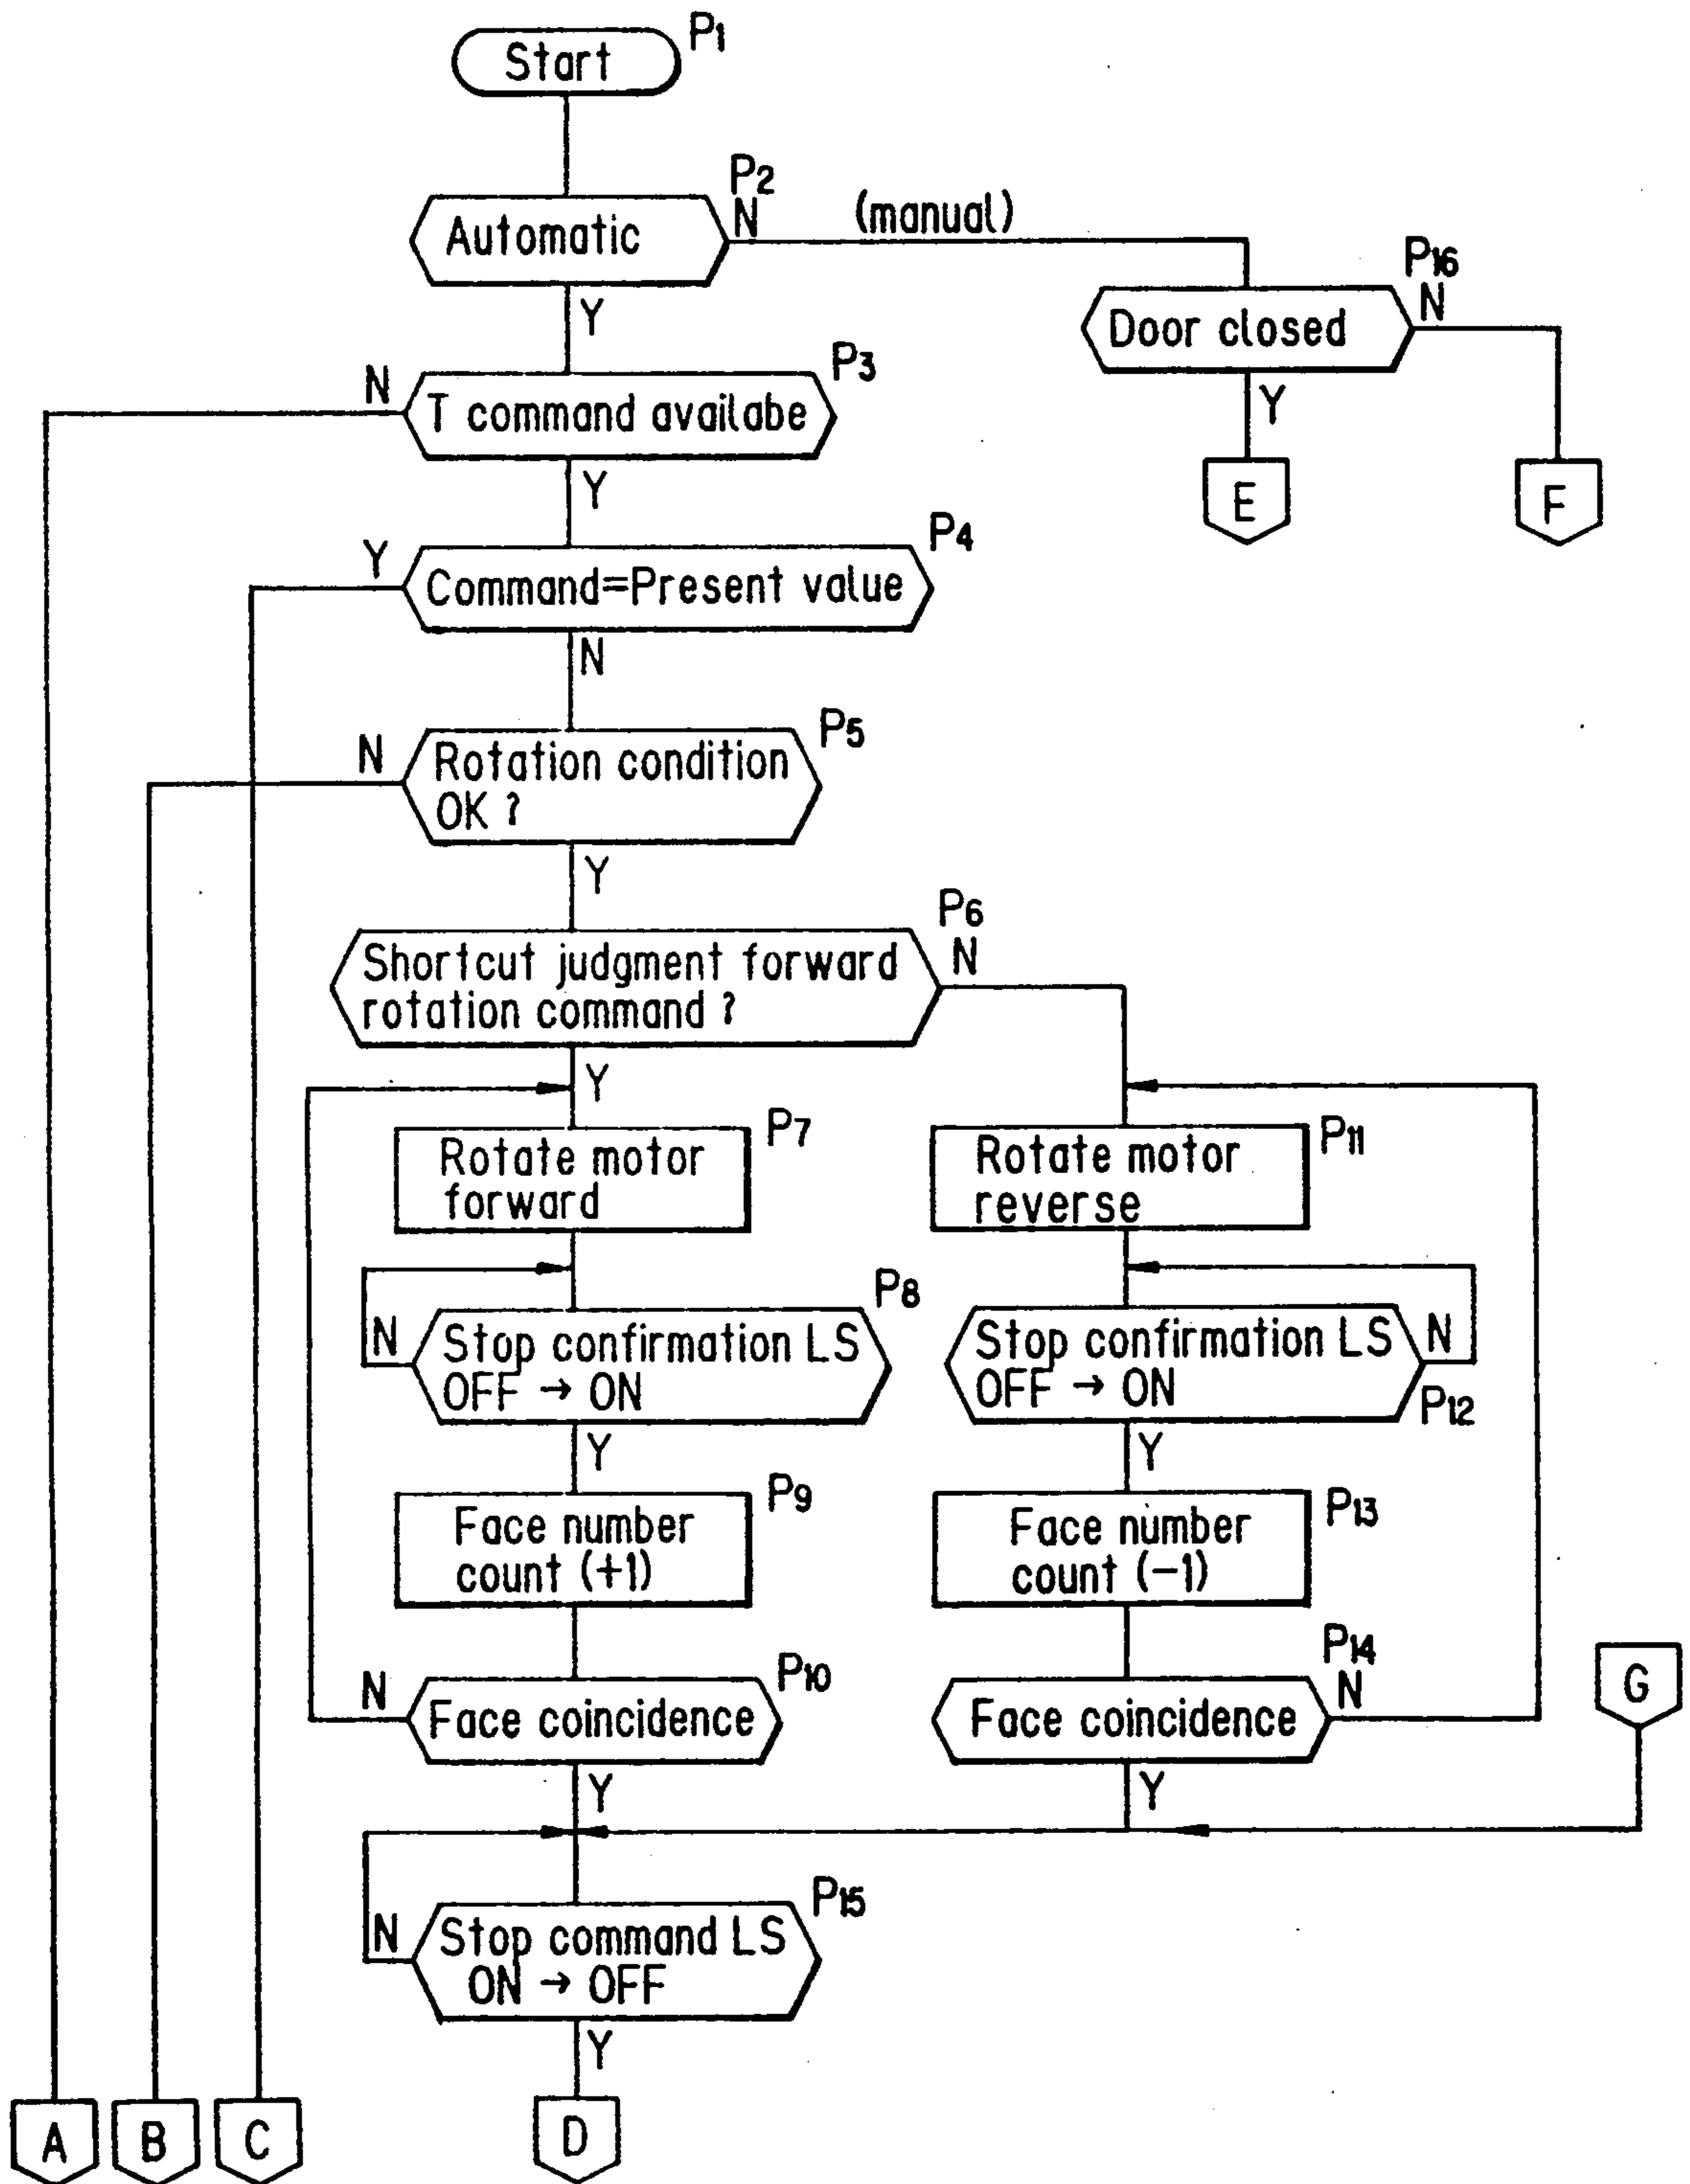 Start
P1
P2
Automatic
N
(manual)
Y
P16
Door closed
N
Y
E
F
P3
N
T command availabe
Y
P4
Y
Command=Present value
N
P5
N
Rotation condition
OK ?
Y
P6
Shortcut judgment forward
rotation command ?
N
Y
P7
Rotate motor
forward
P11
Rotate motor
reverse
P8
N
Stop confirmation LS
OFF → ON
Y
Stop confirmation LS
OFF → ON
N
P12
Y
P9
Face number
count (+1)
P13
Face number
count (−1)
P10
N
Face coincidence
Y
P14
Face coincidence
N
Y
G
P15
N
Stop command LS
ON → OFF
Y
A
B
C
D